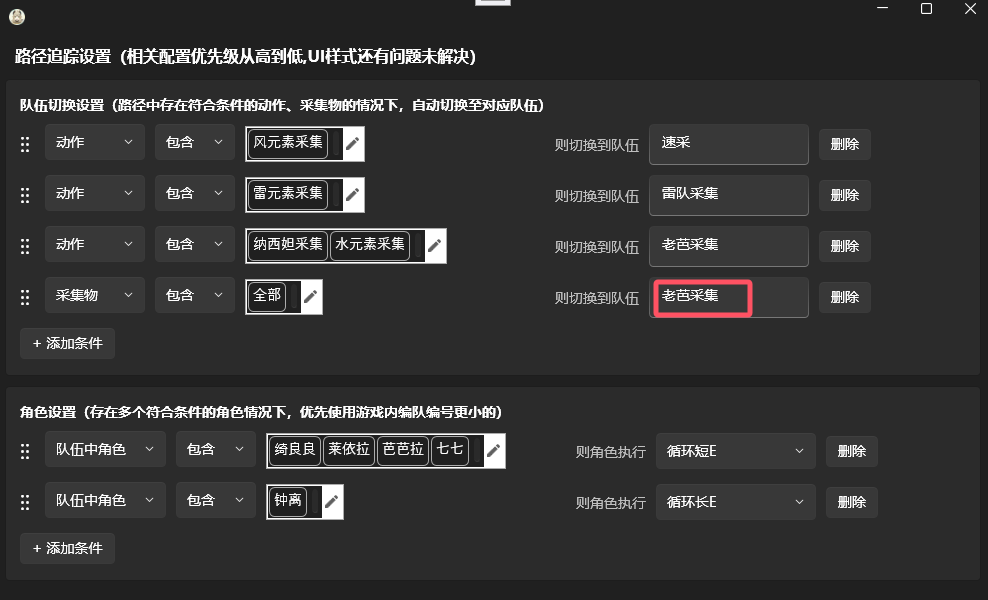 路径追踪设置（相关配置优先级从高到低,UI样式还有问题未解决）
队伍切换设置（路径中存在符合条件的动作、采集物的情况下，自动切换至对应队伍）
动作 包含 风元素采集 则切换到队伍 速采 删除
动作 包含 雷元素采集 则切换到队伍 雷队采集 删除
动作 包含 纳西妲采集 水元素采集 则切换到队伍 老芭采集 删除
采集物 包含 全部 则切换到队伍 老芭采集 删除
+ 添加条件
角色设置（存在多个符合条件的角色情况下，优先使用游戏内编队编号更小的）
队伍中角色 包含 绮良良 莱依拉 芭芭拉 七七 则角色执行 循环短E 删除
队伍中角色 包含 钟离 则角色执行 循环长E 删除
+ 添加条件